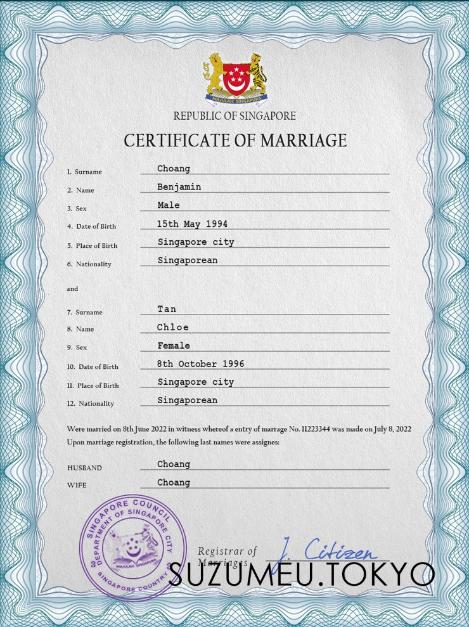 REPUBLIC OF SINGAPORE
CERTIFICATE OF MARRIAGE
1. Surname Choang
2. Name Benjamin
3. Sex Male
4. Date of Birth 15th May 1994
5. Place of Birth Singapore city
6. Nationality Singaporean
and
7. Surname Tan
8. Name Chloe
9. Sex Female
10. Date of Birth 8th October 1996
11. Place of Birth Singapore city
12. Nationality Singaporean
Were married on 8th June 2022 in witness whereof a entry of marrage No. 11223344 was made on July 8, 2022
Upon marriage registration, the following last names were assignes:
HUSBAND Choang
WIFE Choang
SINGAPORE COUNCIL
DEPARTMENT OF SINGAPORE CITY
SINGAPORE COUNTRY
Registrar of J. Citizen
Marriages
SUZUMEU.TOKYO